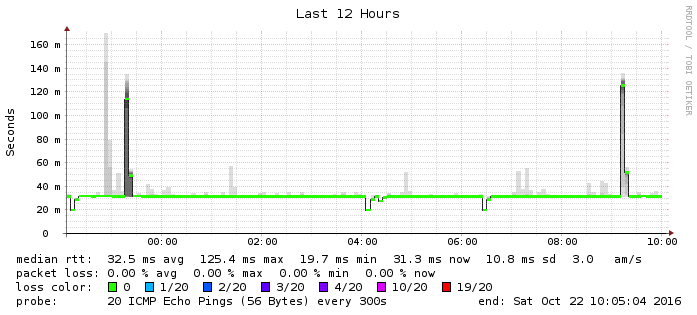 Last 12 Hours
RRDTOOL / TOBI OETIKER
Seconds
160 m
140 m
120 m
100 m
80 m
60 m
40 m
20 m
0
00:00 02:00 04:00 06:00 08:00 10:00
median rtt: 32.5 ms avg 125.4 ms max 19.7 ms min 31.3 ms now 10.8 ms sd 3.0 am/s
packet loss: 0.00 % avg 0.00 % max 0.00 % min 0.00 % now
loss color: 0 1/20 2/20 3/20 4/20 10/20 19/20
probe: 20 ICMP Echo Pings (56 Bytes) every 300s end: Sat Oct 22 10:05:04 2016